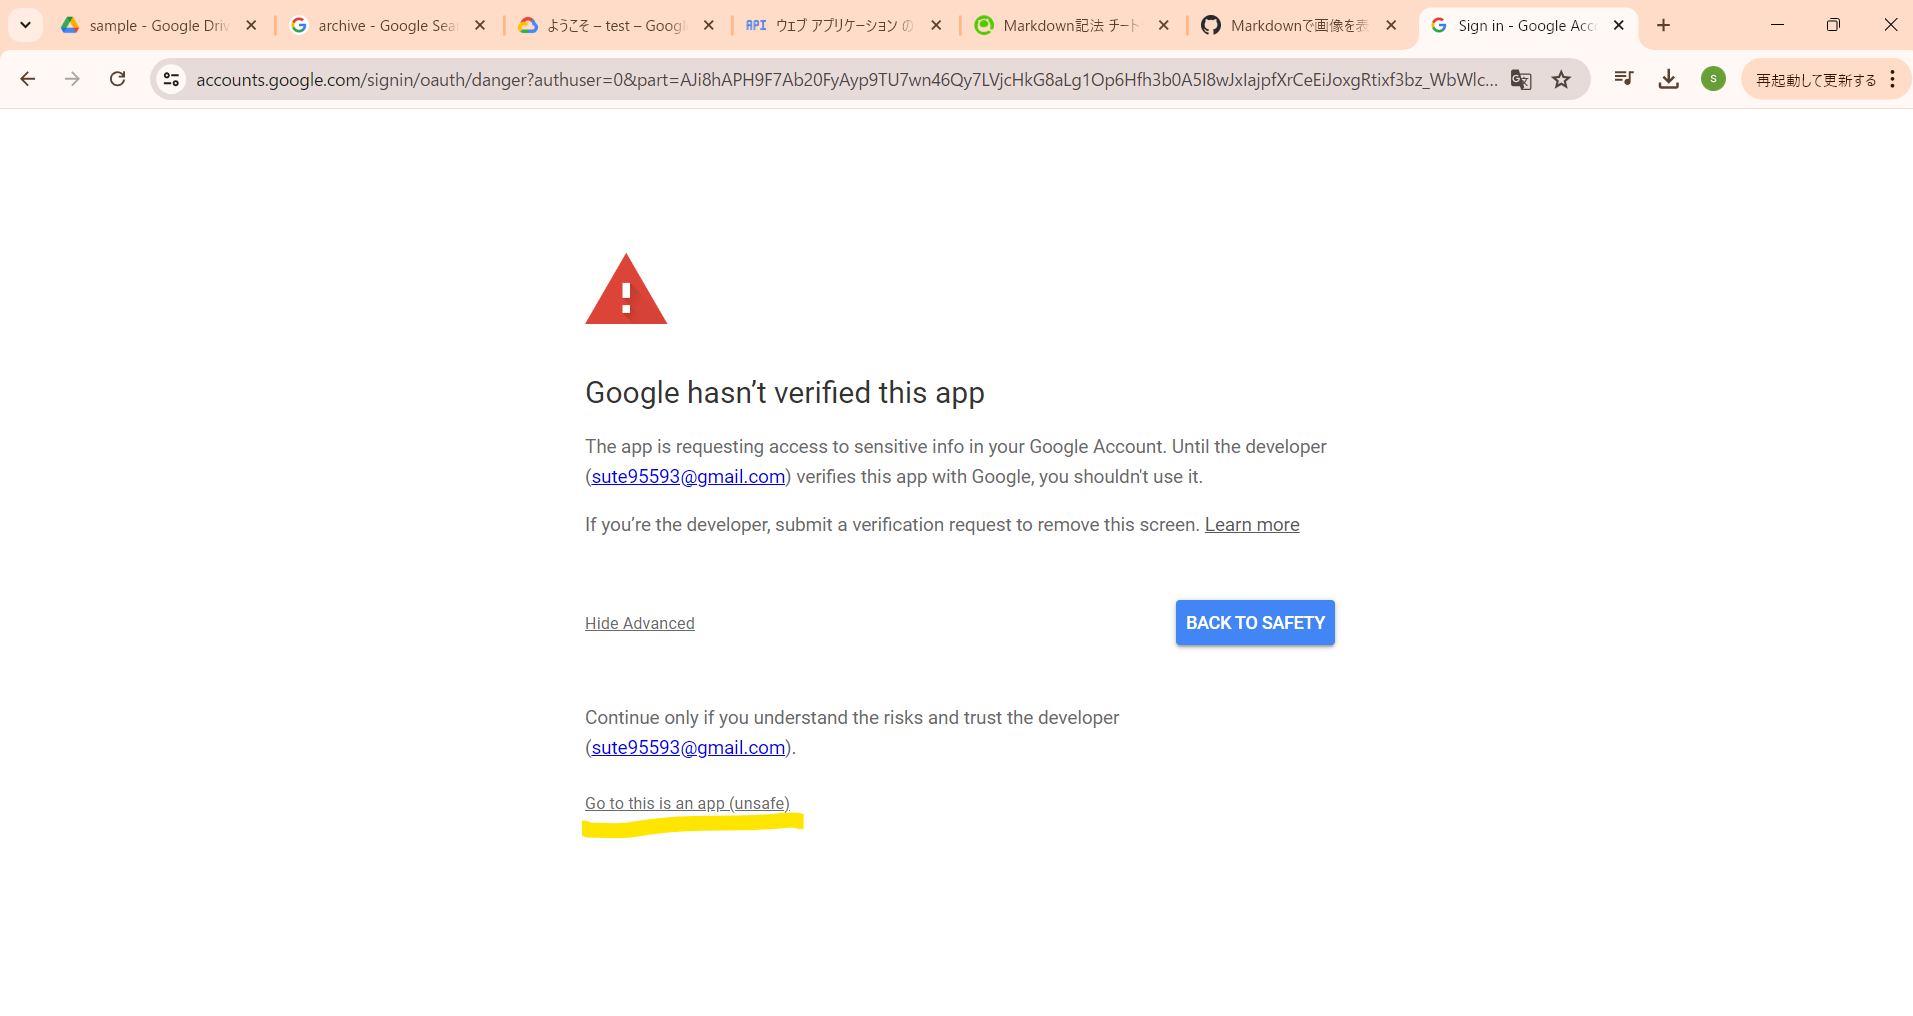 sample - Google Driv
archive - Google Sear
ようこそ – test – Googl
API ウェブ アプリケーション の
Markdown記法 チート
Markdownで画像を表
Sign in - Google Acc
accounts.google.com/signin/oauth/danger?authuser=0&part=AJi8hAPH9F7Ab20FyAyp9TU7wn46Qy7LVjcHkG8aLg1Op6Hfh3b0A5I8wJxIajpfXrCeEiJoxgRtixf3bz_WbWlc...
S
再起動して更新する
Google hasn’t verified this app
The app is requesting access to sensitive info in your Google Account. Until the developer
(sute95593@gmail.com) verifies this app with Google, you shouldn't use it.
If you’re the developer, submit a verification request to remove this screen. Learn more
Hide Advanced
BACK TO SAFETY
Continue only if you understand the risks and trust the developer
(sute95593@gmail.com).
Go to this is an app (unsafe)